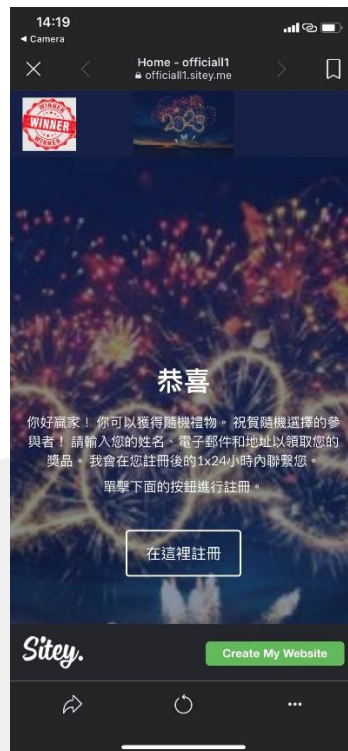 14:19
◀ Camera
Home - officiall1
officiall1.sitey.me
WINNER
WINNER
WINNER
2023
恭喜
你好贏家！ 你可以獲得隨機禮物。 祝賀隨機選擇的參
與者！ 請輸入您的姓名、電子郵件和地址以領取您的
獎品。 我會在您註冊後的1x24小時內聯繫您。
單擊下面的按鈕進行註冊。
在這裡註冊
Sitey.
Create My Website